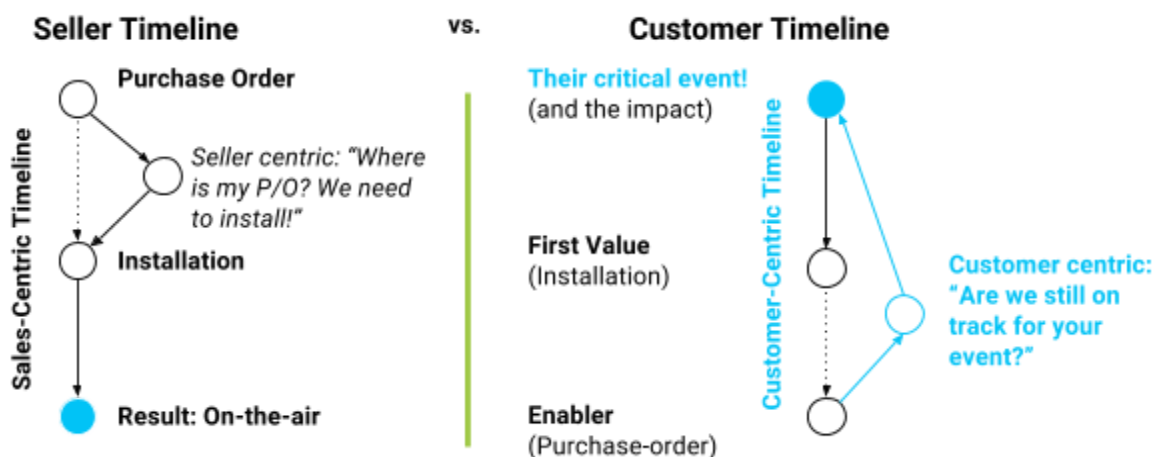 Seller Timeline
vs.
Customer Timeline
Purchase Order
Seller centric: “Where
is my P/O? We need
to install!”
Installation
Result: On-the-air
Sales-Centric Timeline
Their critical event!
(and the impact)
First Value
(Installation)
Enabler
(Purchase-order)
Customer-Centric Timeline
Customer centric:
“Are we still on
track for your
event?”